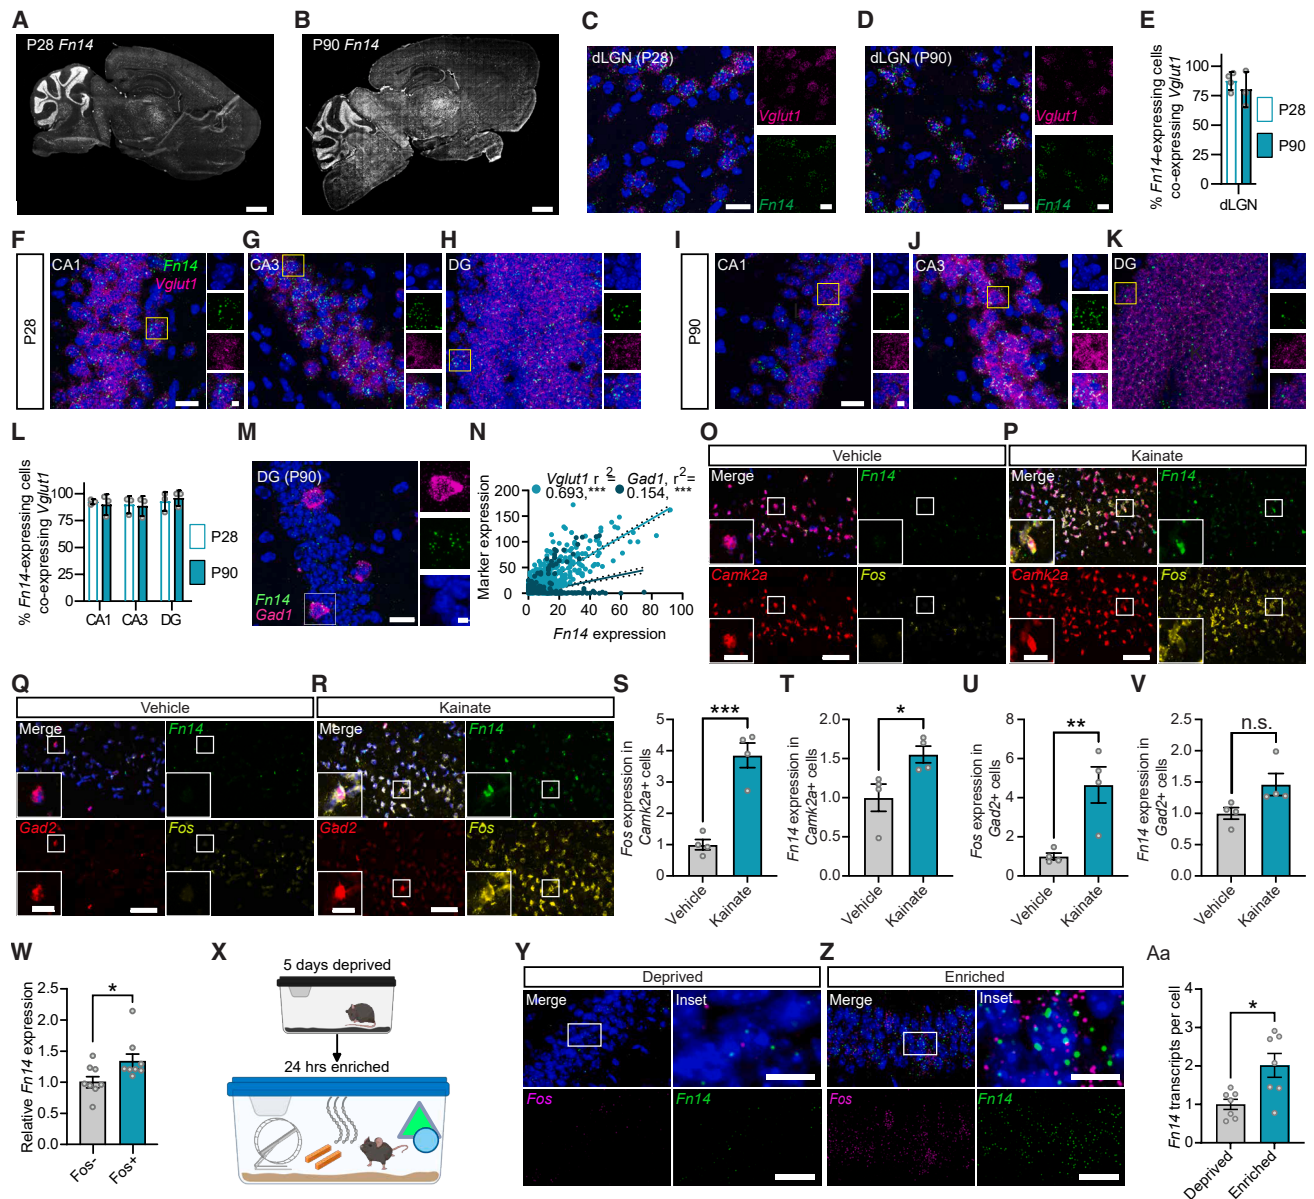 A
B
C
D
E
P28 Fn14
P90 Fn14
dLGN (P28)
Vglut1
Fn14
dLGN (P90)
Vglut1
Fn14
% Fn14-expressing cells
co-expressing Vglut1
100
75
50
25
0
dLGN
P28
P90
F
G
H
I
J
K
P28
CA1
Fn14
Vglut1
CA3
DG
P90
CA1
CA3
DG
L
M
N
O
P
% Fn14-expressing cells
co-expressing Vglut1
100
75
50
25
0
CA1
CA3
DG
P28
P90
DG (P90)
Fn14
Gad1
Vglut1 r2 =
0.693, ***
Gad1, r2=
0.154, ***
Marker expression
200
150
100
50
0
0
20
40
60
80
100
Fn14 expression
Vehicle
Merge
Fn14
Camk2a
Fos
Kainate
Merge
Fn14
Camk2a
Fos
Q
R
S
T
U
V
Vehicle
Merge
Fn14
Gad2
Fos
Kainate
Merge
Fn14
Gad2
Fos
Fos expression in
Camk2a+ cells
5
4
3
2
1
0
***
Vehicle
Kainate
Fn14 expression in
Camk2a+ cells
2.0
1.5
1.0
0.5
0.0
*
Vehicle
Kainate
Fos expression in
Gad2+ cells
8
6
4
2
0
**
Vehicle
Kainate
Fn14 expression in
Gad2+ cells
2.5
2.0
1.5
1.0
0.5
0.0
n.s.
Vehicle
Kainate
W
X
Y
Z
Aa
Relative Fn14 expression
2.5
2.0
1.5
1.0
0.5
0.0
*
Fos-
Fos+
5 days deprived
24 hrs enriched
Deprived
Merge
Inset
Fos
Fn14
Enriched
Merge
Inset
Fos
Fn14
Fn14 transcripts per cell
4
3
2
1
0
*
Deprived
Enriched